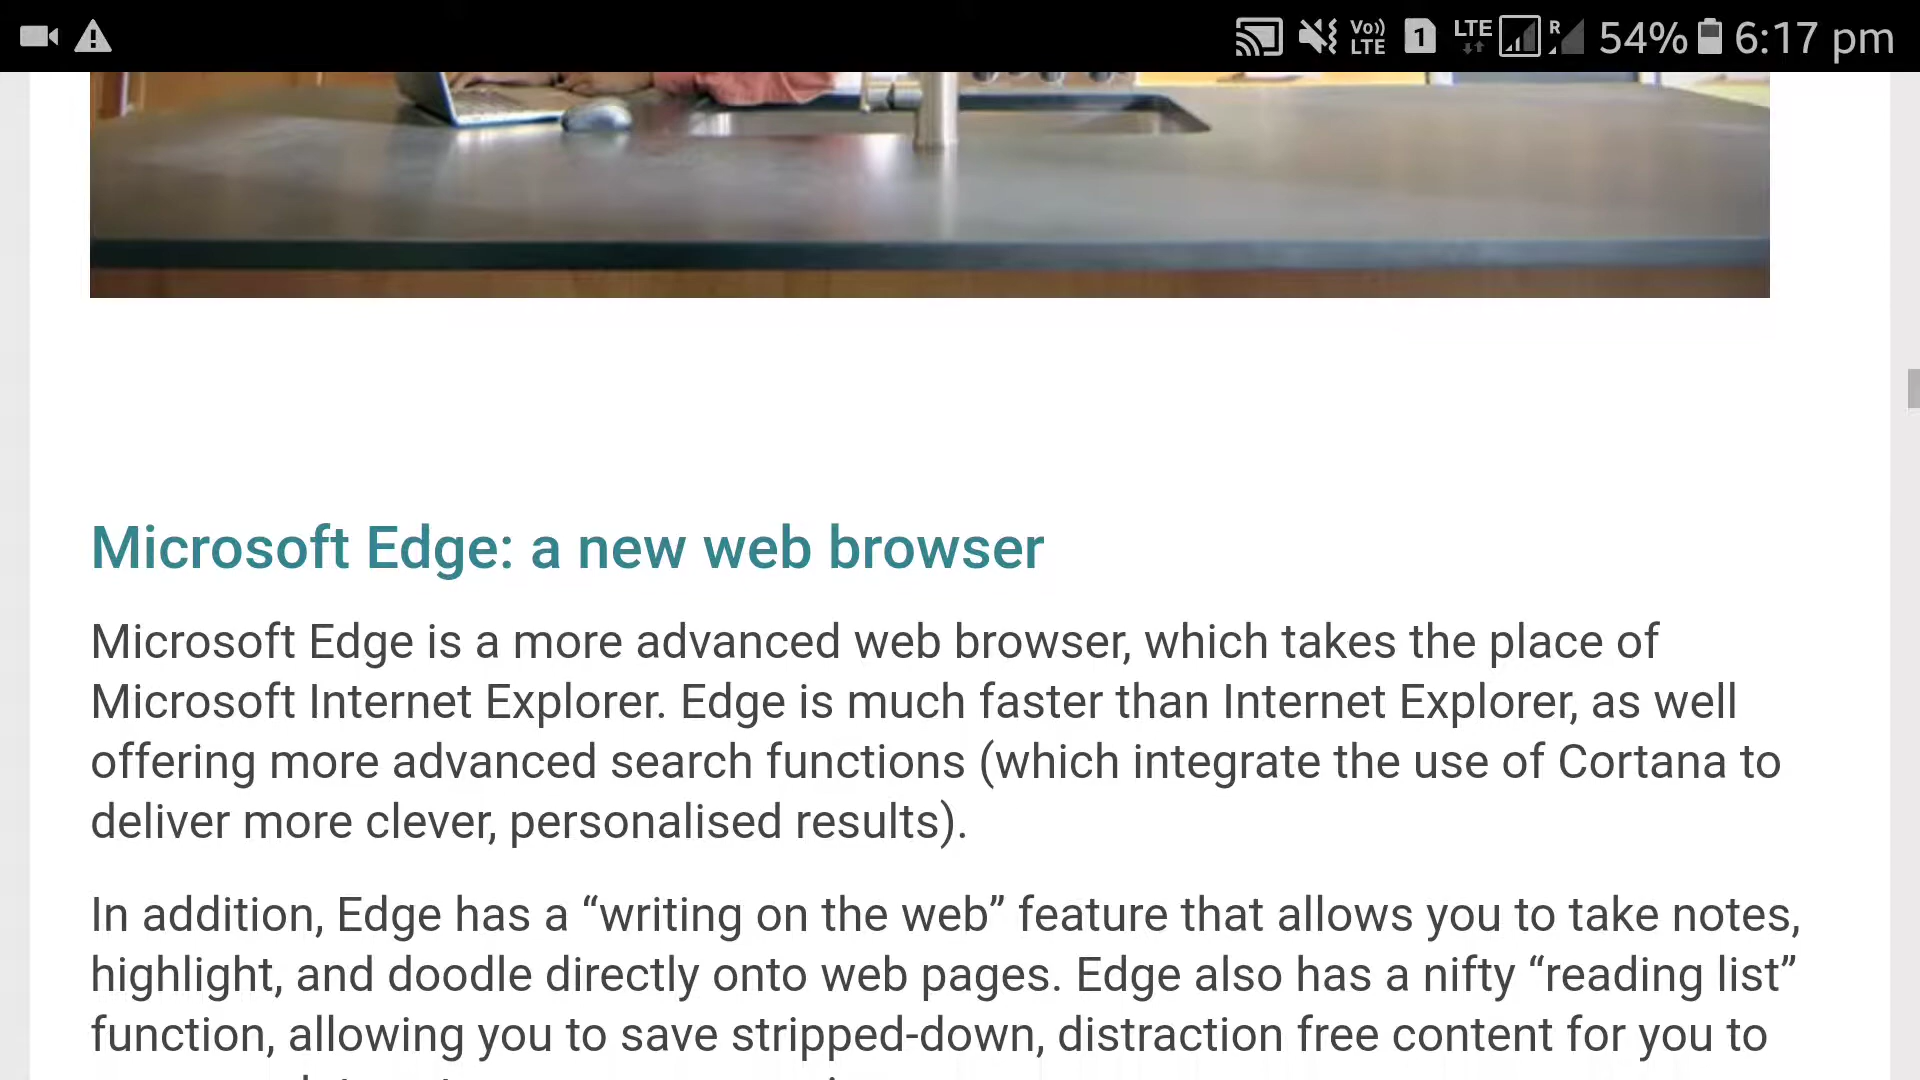 Vo)) LTE 1 LTE R 54% 6:17 pm
Microsoft Edge: a new web browser
Microsoft Edge is a more advanced web browser, which takes the place of
Microsoft Internet Explorer. Edge is much faster than Internet Explorer, as well
offering more advanced search functions (which integrate the use of Cortana to
deliver more clever, personalised results).
In addition, Edge has a “writing on the web” feature that allows you to take notes,
highlight, and doodle directly onto web pages. Edge also has a nifty “reading list”
function, allowing you to save stripped-down, distraction free content for you to